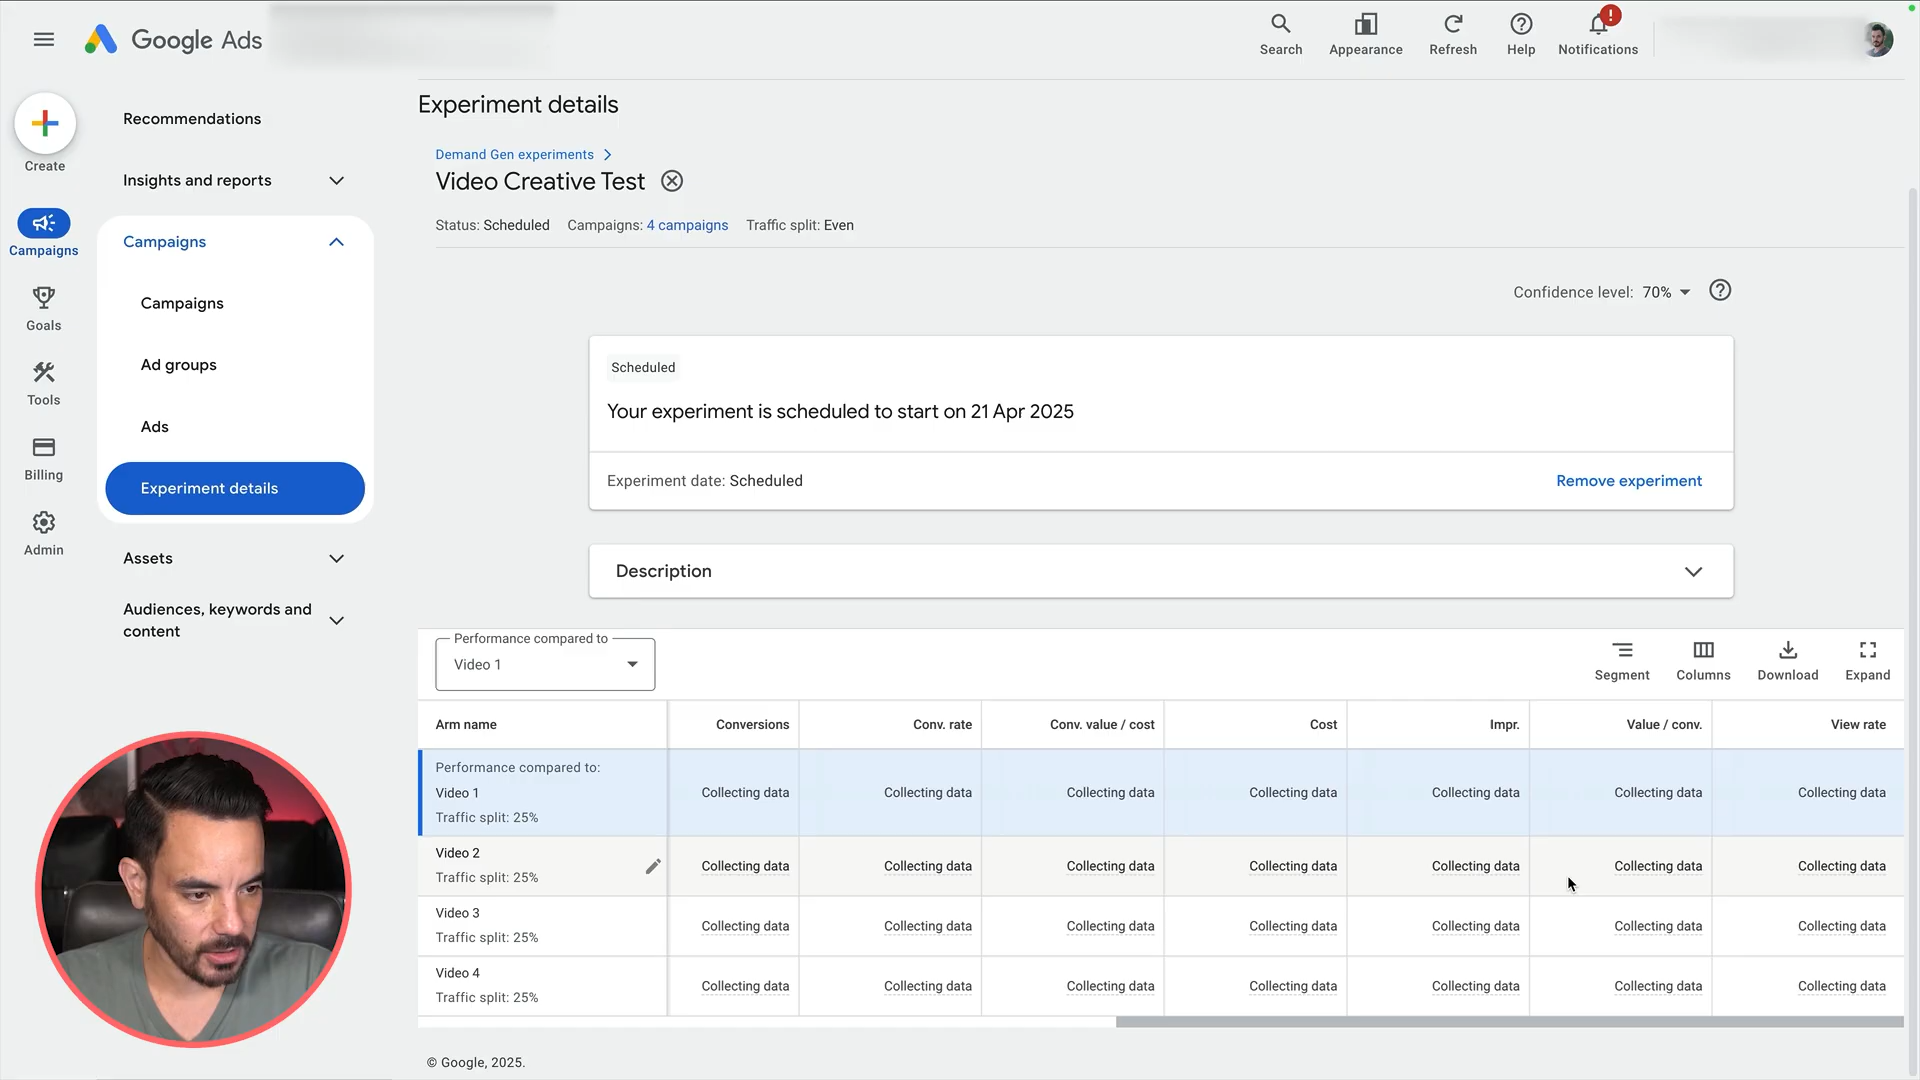 Google Ads
Search
Appearance
Refresh
Help
Notifications
Create
Campaigns
Goals
Tools
Billing
Admin
Recommendations
Insights and reports
Campaigns
Campaigns
Ad groups
Ads
Experiment details
Assets
Audiences, keywords and
content
Experiment details
Demand Gen experiments
Video Creative Test
Status: Scheduled Campaigns: 4 campaigns Traffic split: Even
Confidence level: 70%
Scheduled
Your experiment is scheduled to start on 21 Apr 2025
Experiment date: Scheduled
Remove experiment
Description
Performance compared to
Video 1
Segment
Columns
Download
Expand
Arm name Conversions Conv. rate Conv. value / cost Cost Impr. Value / conv. View rate
Performance compared to:
Video 1 Collecting data Collecting data Collecting data Collecting data Collecting data Collecting data Collecting data
Traffic split: 25%
Video 2
Collecting data Collecting data Collecting data Collecting data Collecting data Collecting data Collecting data
Traffic split: 25%
Video 3
Collecting data Collecting data Collecting data Collecting data Collecting data Collecting data Collecting data
Traffic split: 25%
Video 4
Collecting data Collecting data Collecting data Collecting data Collecting data Collecting data Collecting data
Traffic split: 25%
© Google, 2025.